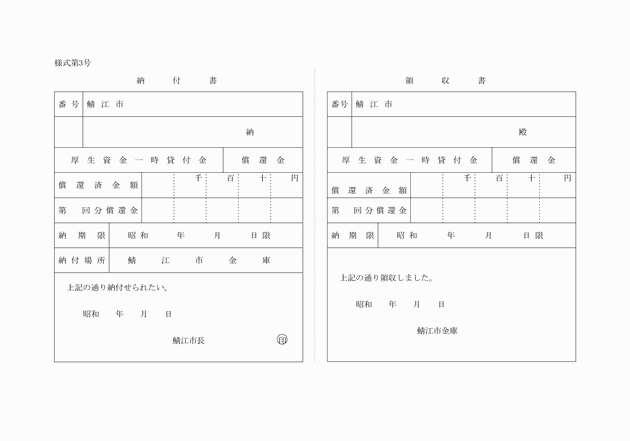 様式第3号
納付書
番号 鯖江市
納
厚生資金一時貸付金 償還金
千 百 十 円
償還済金額
第 回分償還金
納期限 昭和 年 月 日限
納付場所 鯖江市金庫
上記の通り納付せられたい。
昭和 年 月 日
鯖江市長 印
領収書
番号 鯖江市
殿
厚生資金一時貸付金 償還金
千 百 十 円
償還済金額
第 回分償還金
納期限 昭和 年 月 日限
上記の通り領収しました。
昭和 年 月 日
鯖江市金庫